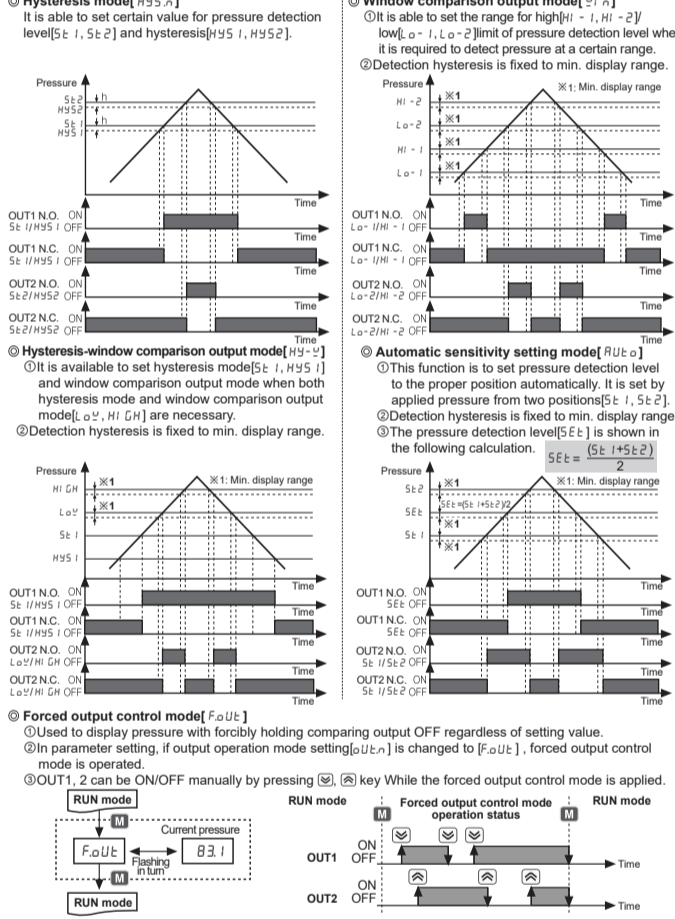 ◎ Hysteresis mode[HYS.n]
It is able to set certain value for pressure detection
level[St1, St2] and hysteresis[HYS1, HYS2].
Pressure
St2
h
HYS2
St1
h
HYS1
Time
OUT1 N.O. ON
St1/HYS1 OFF
Time
OUT1 N.C. ON
St1/HYS1 OFF
Time
OUT2 N.O. ON
St2/HYS2 OFF
Time
OUT2 N.C. ON
St2/HYS2 OFF
Time
◎ Window comparison output mode[
①It is able to set the range for high[HI-1, HI-2]/
low[Lo-1, Lo-2]limit of pressure detection level whe
it is required to detect pressure at a certain range.
②Detection hysteresis is fixed to min. display range.
Pressure
※1: Min. display range
HI-2
※1
Lo-2
※1
HI-1
※1
Lo-1
※1
Time
OUT1 N.O. ON
Lo-1/HI-1 OFF
Time
OUT1 N.C. ON
Lo-1/HI-1 OFF
Time
OUT2 N.O. ON
Lo-2/HI-2 OFF
Time
OUT2 N.C. ON
Lo-2/HI-2 OFF
Time
◎ Hysteresis-window comparison output mode[HY-W]
①It is available to set hysteresis mode[St1, HYS1]
and window comparison output mode when both
hysteresis mode and window comparison output
mode[LoW, HIGH] are necessary.
②Detection hysteresis is fixed to min. display range.
Pressure
※1: Min. display range
HIGH
※1
LoW
※1
St1
HYS1
Time
OUT1 N.O. ON
St1/HYS1 OFF
Time
OUT1 N.C. ON
St1/HYS1 OFF
Time
OUT2 N.O. ON
LoW/HIGH OFF
Time
OUT2 N.C. ON
LoW/HIGH OFF
Time
◎ Automatic sensitivity setting mode[AUto]
①This function is to set pressure detection level
to the proper position automatically. It is set by
applied pressure from two positions[St1, St2].
②Detection hysteresis is fixed to min. display range
③The pressure detection level[SEt] is shown in
the following calculation. SEt = (St1+St2)/2
Pressure
※1: Min. display range
St2
※1
SEt
SEt=(St1+St2)/2
※1
St1
※1
Time
OUT1 N.O. ON
SEt OFF
Time
OUT1 N.C. ON
SEt OFF
Time
OUT2 N.O. ON
St1/St2 OFF
Time
OUT2 N.C. ON
St1/St2 OFF
Time
◎ Forced output control mode[F.oUt]
①Used to display pressure with forcibly holding comparing output OFF regardless of setting value.
②In parameter setting, if output operation mode setting[oUt.n] is changed to [F.oUt], forced output control
mode is operated.
③OUT1, 2 can be ON/OFF manually by pressing , key While the forced output control mode is applied.
RUN mode
M
F.oUt
Flashing
in turn
Current pressure
83.1
M
RUN mode
RUN mode
M
Forced output control mode
operation status
M
RUN mode
OUT1 ON
OFF
Time
OUT2 ON
OFF
Time